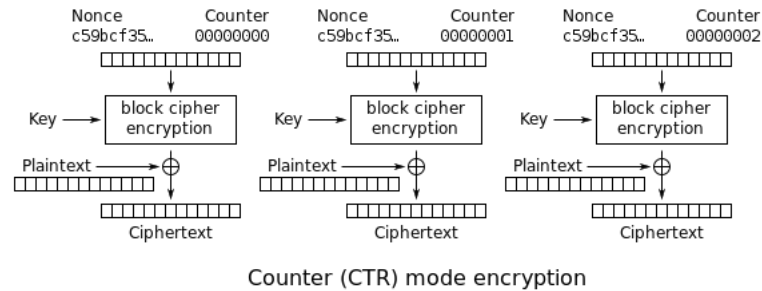 Nonce Counter Nonce Counter Nonce Counter
c59bcf35… 00000000 c59bcf35… 00000001 c59bcf35… 00000002
block cipher encryption block cipher encryption block cipher encryption
Key Key Key
Plaintext Plaintext Plaintext
Ciphertext Ciphertext Ciphertext
Counter (CTR) mode encryption